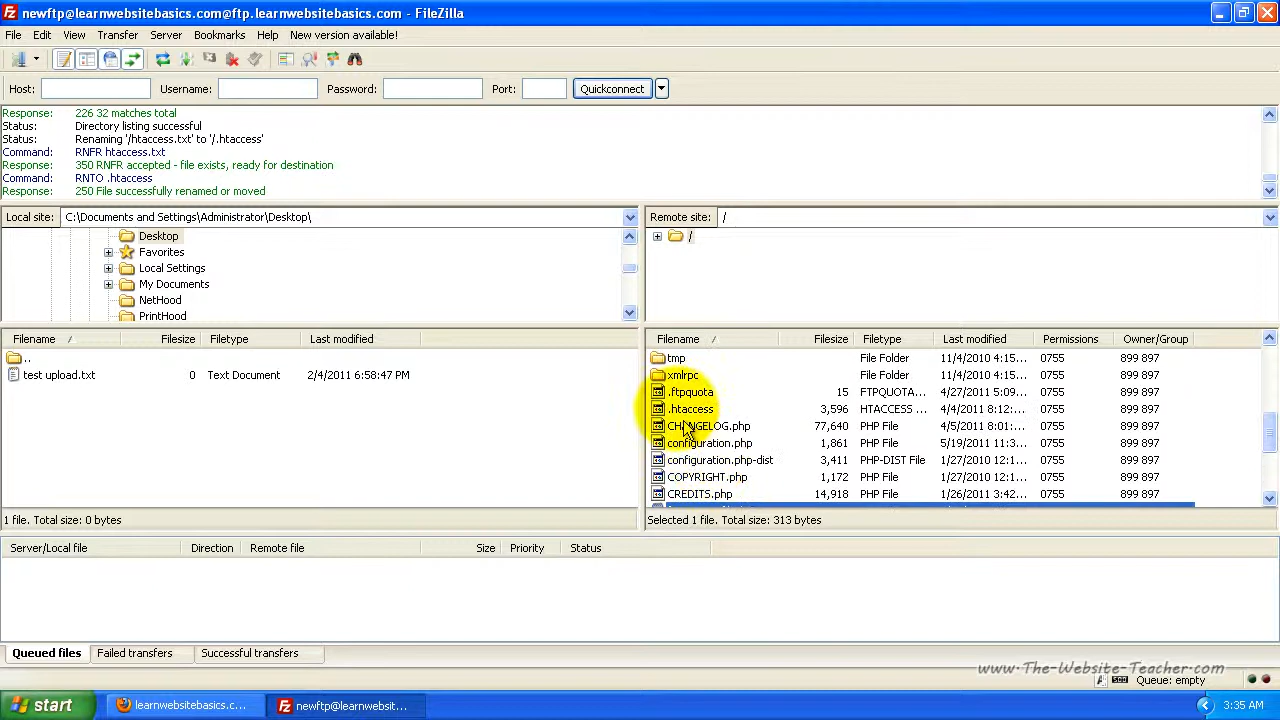 newftp@learnwebsitebasics.com@ftp.learnwebsitebasics.com - FileZilla
File Edit View Transfer Server Bookmarks Help New version available!
Host: Username: Password: Port: Quickconnect
Response: 226 32 matches total
Status: Directory listing successful
Status: Renaming '/htaccess.txt' to '/.htaccess'
Command: RNFR htaccess.txt
Response: 350 RNFR accepted - file exists, ready for destination
Command: RNTO .htaccess
Response: 250 File successfully renamed or moved
Local site: C:\Documents and Settings\Administrator\Desktop\
Remote site: /
Desktop
/
Favorites
Local Settings
My Documents
NetHood
PrintHood
Filename / Filesize Filetype Last modified
..
test upload.txt 0 Text Document 2/4/2011 6:58:47 PM
1 file. Total size: 0 bytes
Filename / Filesize Filetype Last modified Permissions Owner/Group
tmp File Folder 11/4/2010 4:15... 0755 899 897
xmlrpc File Folder 11/4/2010 4:15... 0755 899 897
.ftpquota 15 FTPQUOTA... 4/27/2011 5:09... 0755 899 897
.htaccess 3,596 HTACCESS ... 4/4/2011 8:12:... 0755 899 897
CHANGELOG.php 77,640 PHP File 4/5/2011 8:01:... 0755 899 897
configuration.php 1,861 PHP File 5/19/2011 11:3... 0755 899 897
configuration.php-dist 3,411 PHP-DIST File 1/27/2010 12:1... 0755 899 897
COPYRIGHT.php 1,172 PHP File 1/27/2010 12:1... 0755 899 897
CREDITS.php 14,918 PHP File 1/26/2011 3:42... 0755 899 897
Selected 1 file. Total size: 313 bytes
Server/Local file Direction Remote file Size Priority Status
Queued files Failed transfers Successful transfers
www.The-Website-Teacher.com
Queue: empty
start learnwebsitebasics.c... newftp@learnwebsit... 3:35 AM